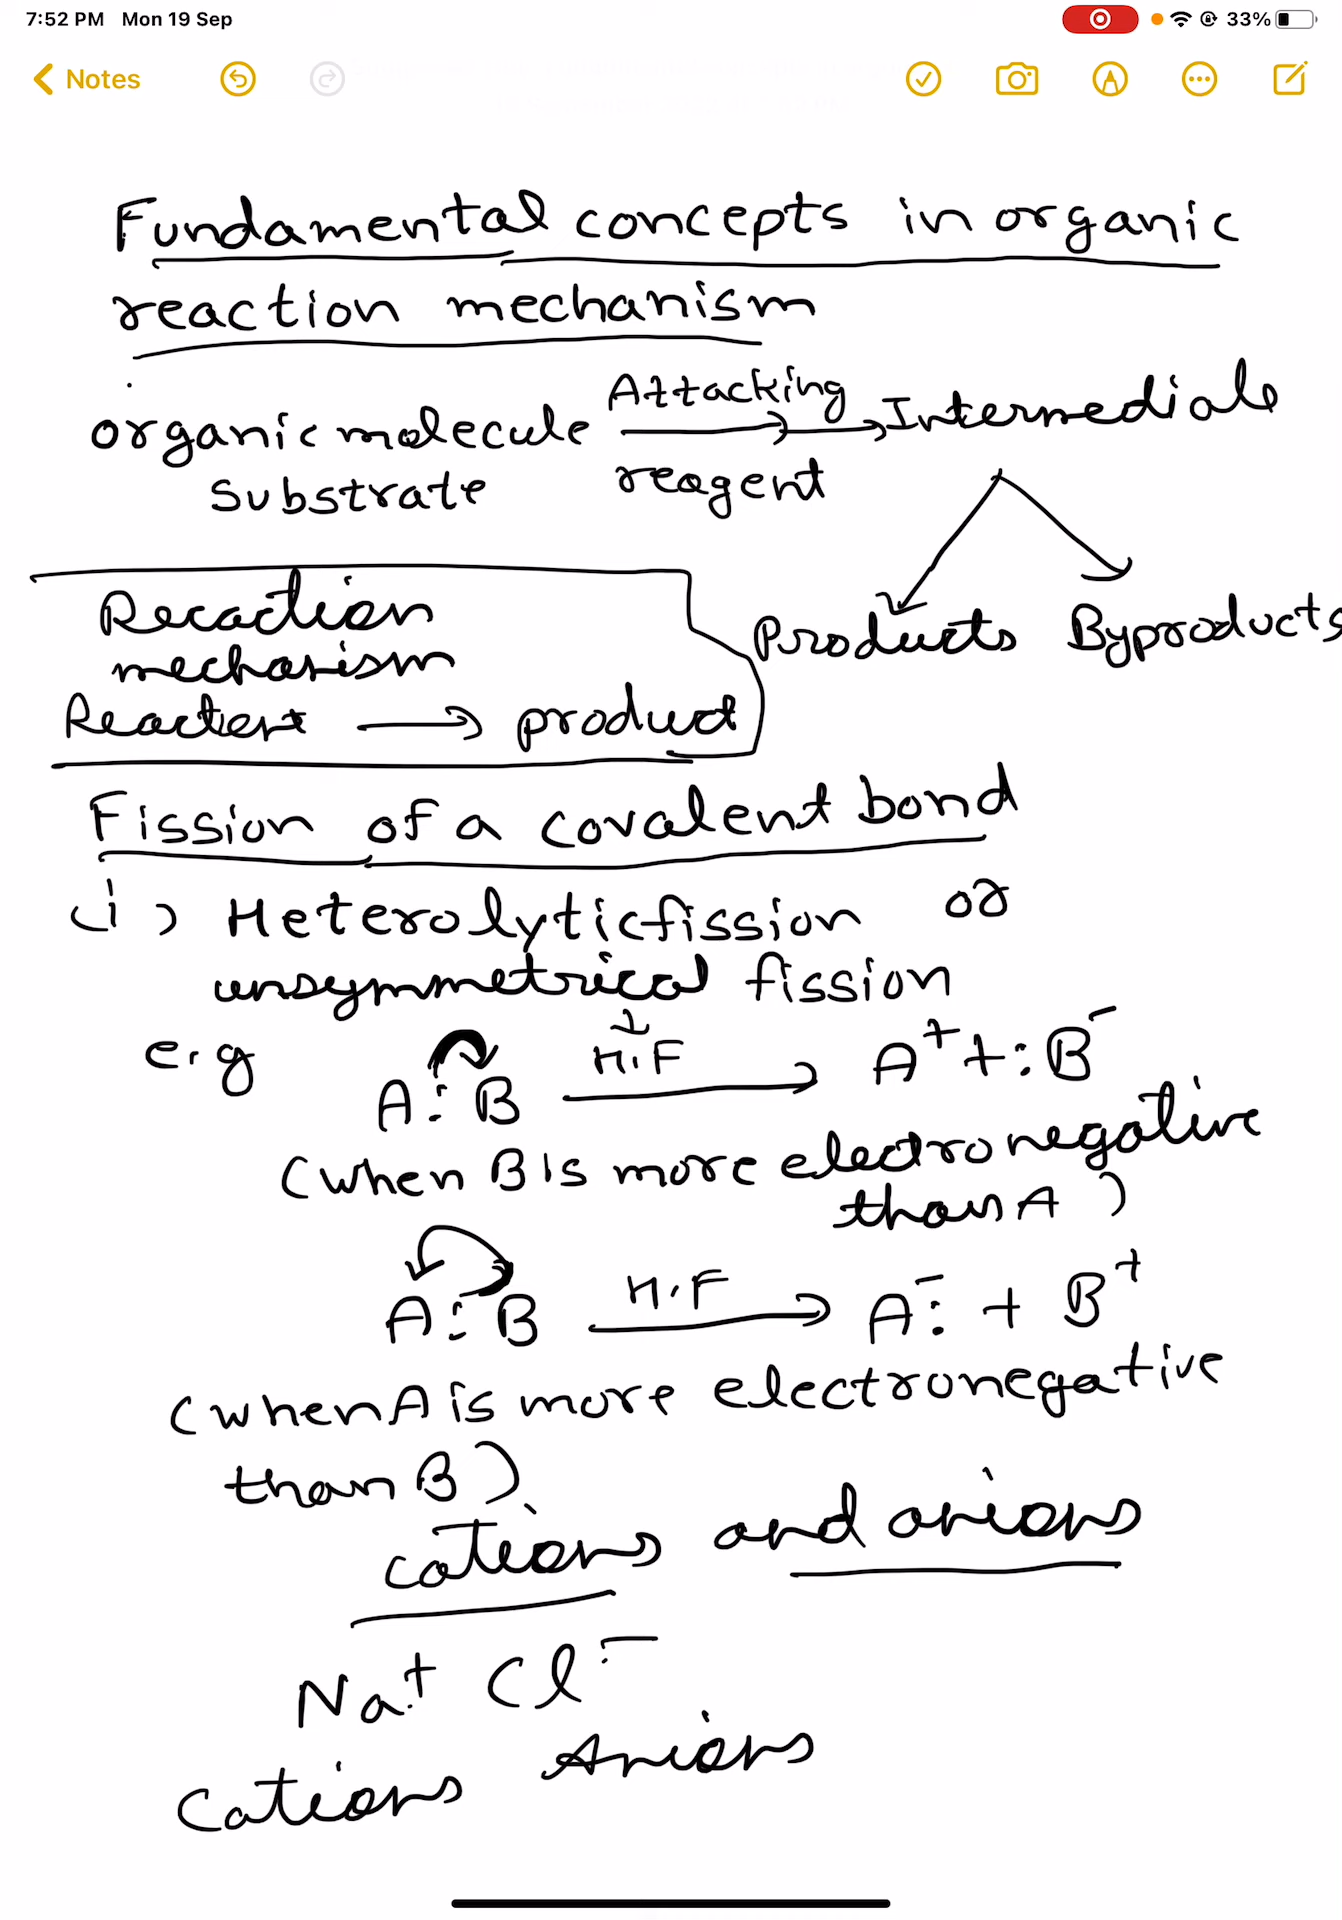 7:52 PM Mon 19 Sep 33%
Notes
Fundamental concepts in organic
reaction mechanism
organic molecule Attacking Intermediate
substrate reagent
Products Byproducts
Recaction
mechanism
Reactent → product
Fission of a covalent bond
(i) Heterolytic fission or
unsymmetrical fission
e.g A:B H.F → A⁺ + :B⁻
(when B is more electronegative
than A)
A:B H.F → A:⁻ + B⁺
(when A is more electronegative
than B)
cations and anions
Na⁺ Cl⁻
Cations Anions